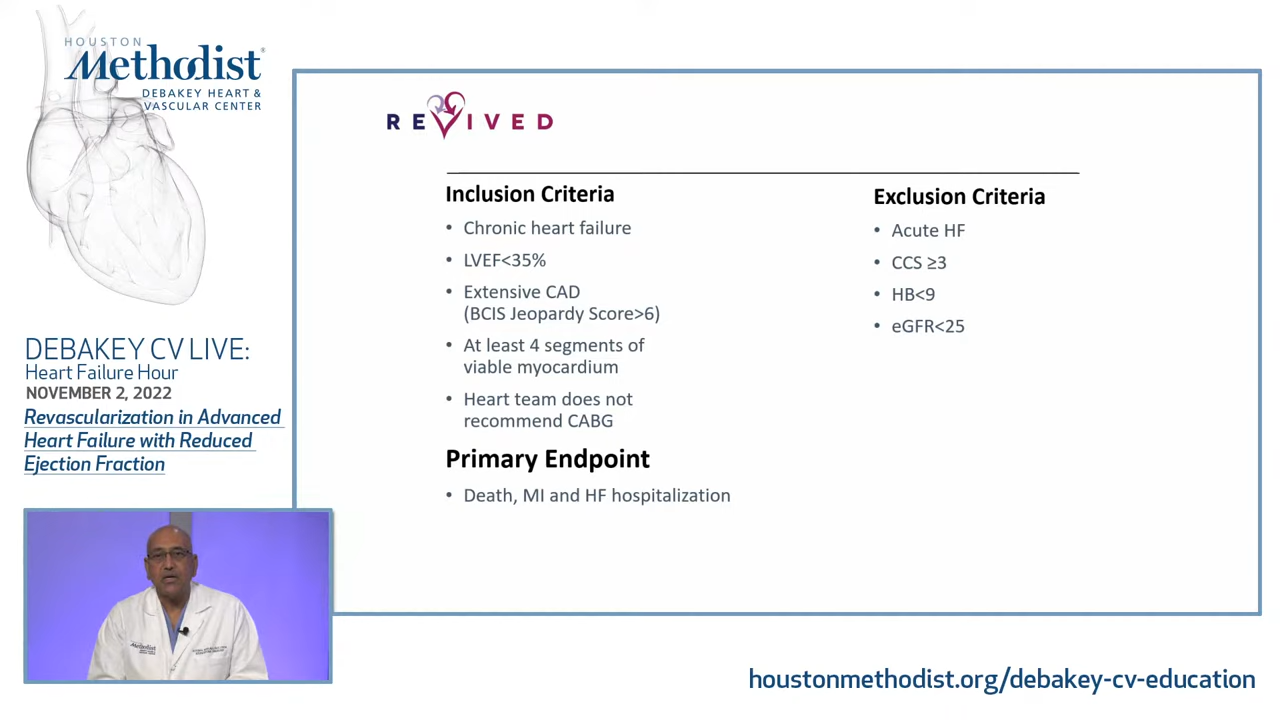 HOUSTON
Methodist®
DEBAKEY HEART &
VASCULAR CENTER
DEBAKEY CV LIVE:
Heart Failure Hour
NOVEMBER 2, 2022
Revascularization in Advanced
Heart Failure with Reduced
Ejection Fraction
REVIVED
Inclusion Criteria
• Chronic heart failure
• LVEF<35%
• Extensive CAD
(BCIS Jeopardy Score>6)
• At least 4 segments of
viable myocardium
• Heart team does not
recommend CABG
Primary Endpoint
• Death, MI and HF hospitalization
Exclusion Criteria
• Acute HF
• CCS ≥3
• HB<9
• eGFR<25
Methodist
houstonmethodist.org/debakey-cv-education